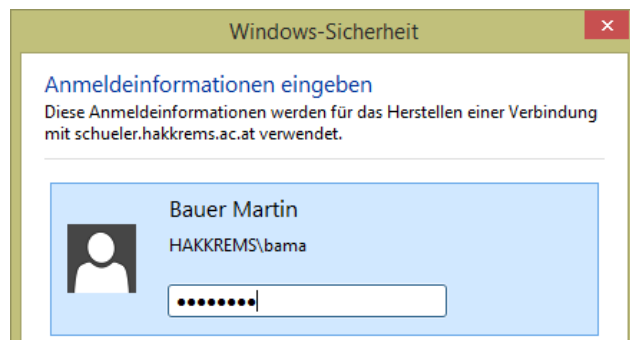 Windows-Sicherheit
Anmeldeinformationen eingeben
Diese Anmeldeinformationen werden für das Herstellen einer Verbindung
mit schueler.hakkrems.ac.at verwendet.
Bauer Martin
HAKKREMS\bama
●●●●●●●●